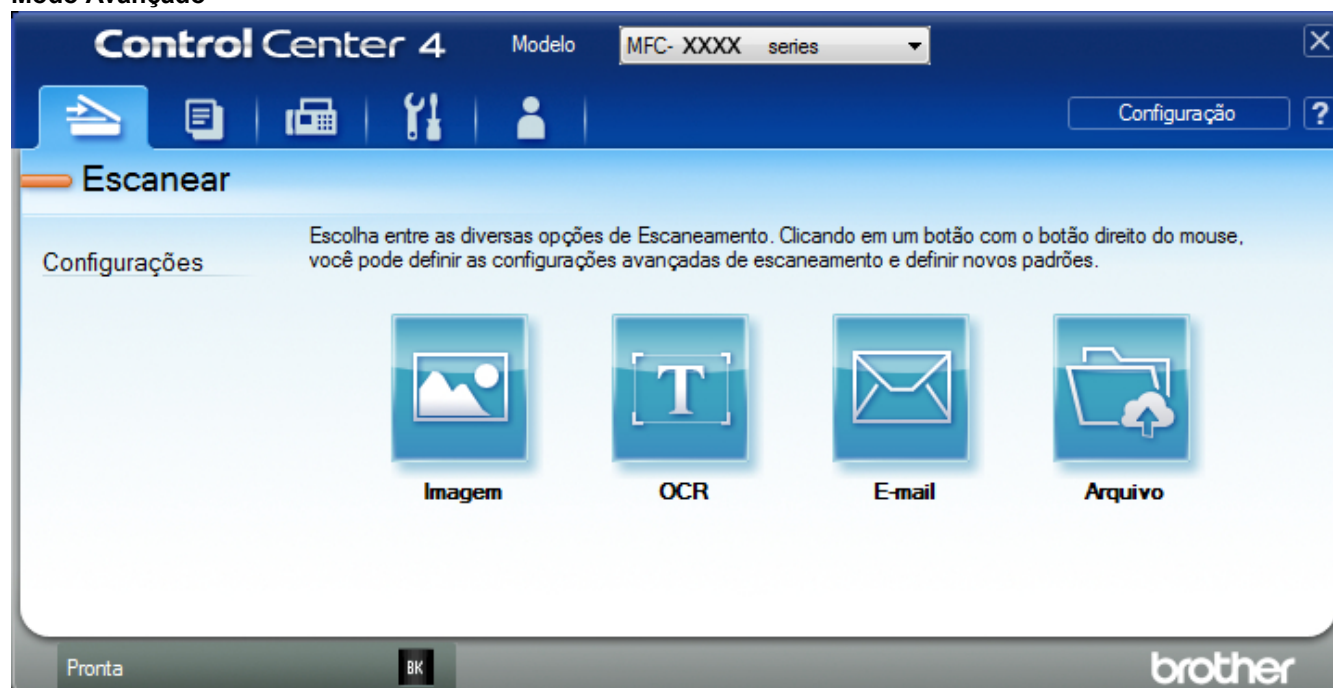 Modo Avançado
Control Center 4 Modelo MFC- XXXX series
Configuração ?
Escanear
Configurações
Escolha entre as diversas opções de Escaneamento. Clicando em um botão com o botão direito do mouse,
você pode definir as configurações avançadas de escaneamento e definir novos padrões.
T
Imagem OCR E-mail Arquivo
Pronta BK brother